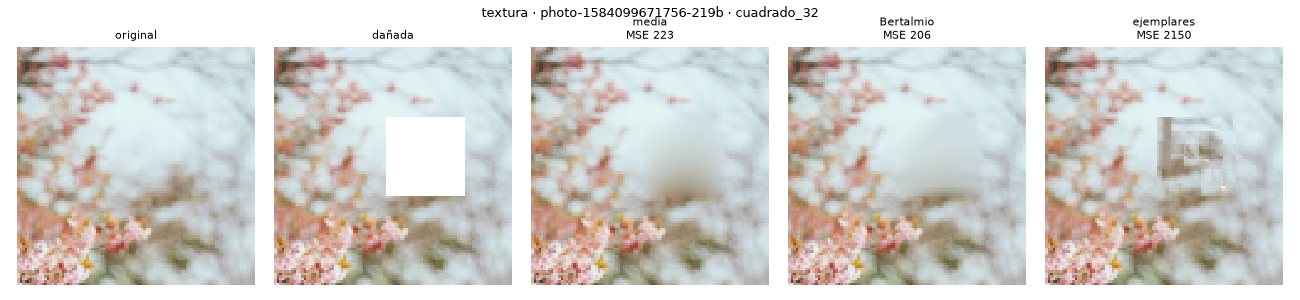 textura · photo-1584099671756-219b · cuadrado_32
original
dañada
media
MSE 223
Bertalmio
MSE 206
ejemplares
MSE 2150